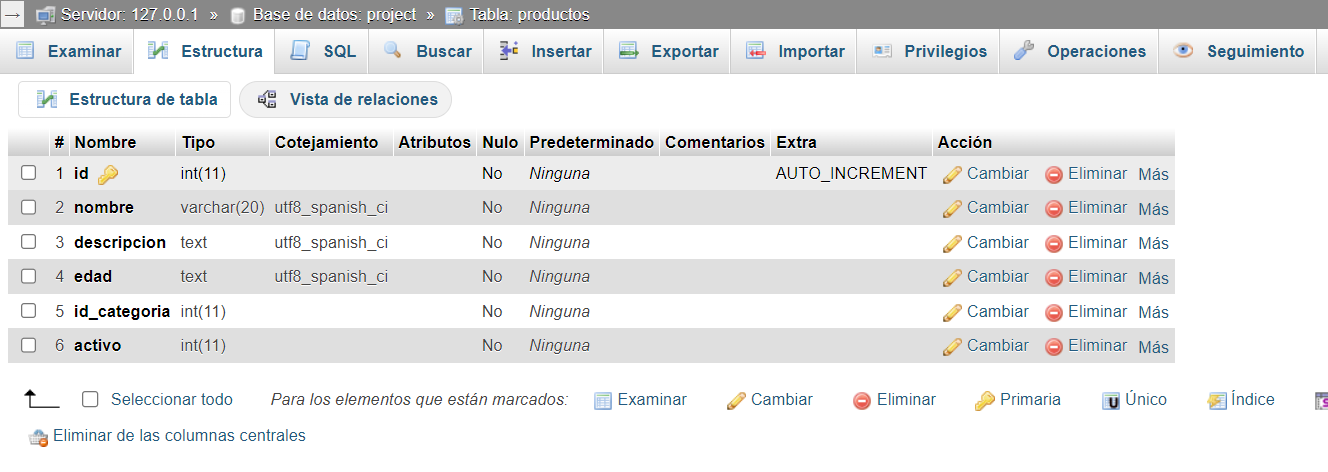 → Servidor: 127.0.0.1 » Base de datos: project » Tabla: productos
Examinar Estructura SQL Buscar Insertar Exportar Importar Privilegios Operaciones Seguimiento
Estructura de tabla Vista de relaciones
# Nombre Tipo Cotejamiento Atributos Nulo Predeterminado Comentarios Extra Acción
1 id int(11) No Ninguna AUTO_INCREMENT Cambiar Eliminar Más
2 nombre varchar(20) utf8_spanish_ci No Ninguna Cambiar Eliminar Más
3 descripcion text utf8_spanish_ci No Ninguna Cambiar Eliminar Más
4 edad text utf8_spanish_ci No Ninguna Cambiar Eliminar Más
5 id_categoria int(11) No Ninguna Cambiar Eliminar Más
6 activo int(11) No Ninguna Cambiar Eliminar Más
Seleccionar todo Para los elementos que están marcados: Examinar Cambiar Eliminar Primaria Único Índice
Eliminar de las columnas centrales